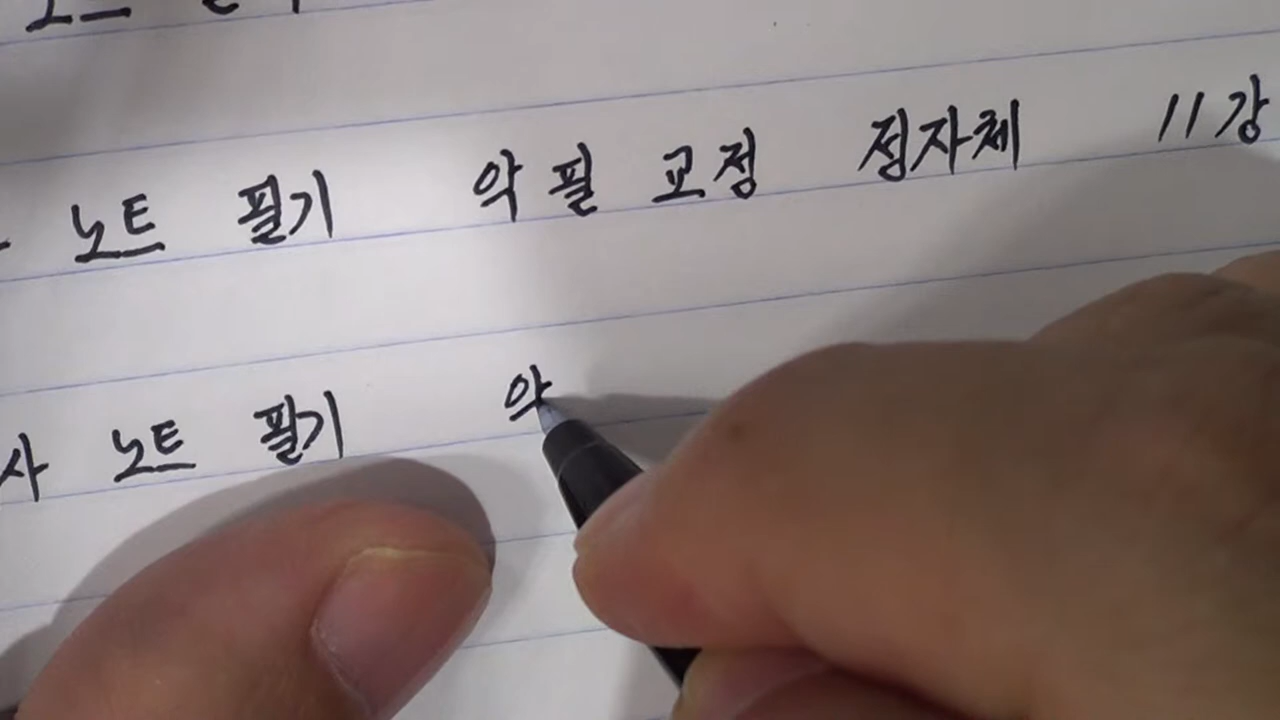 노트 필기 악필 교정 정자체 11강
사 노트 필기 악